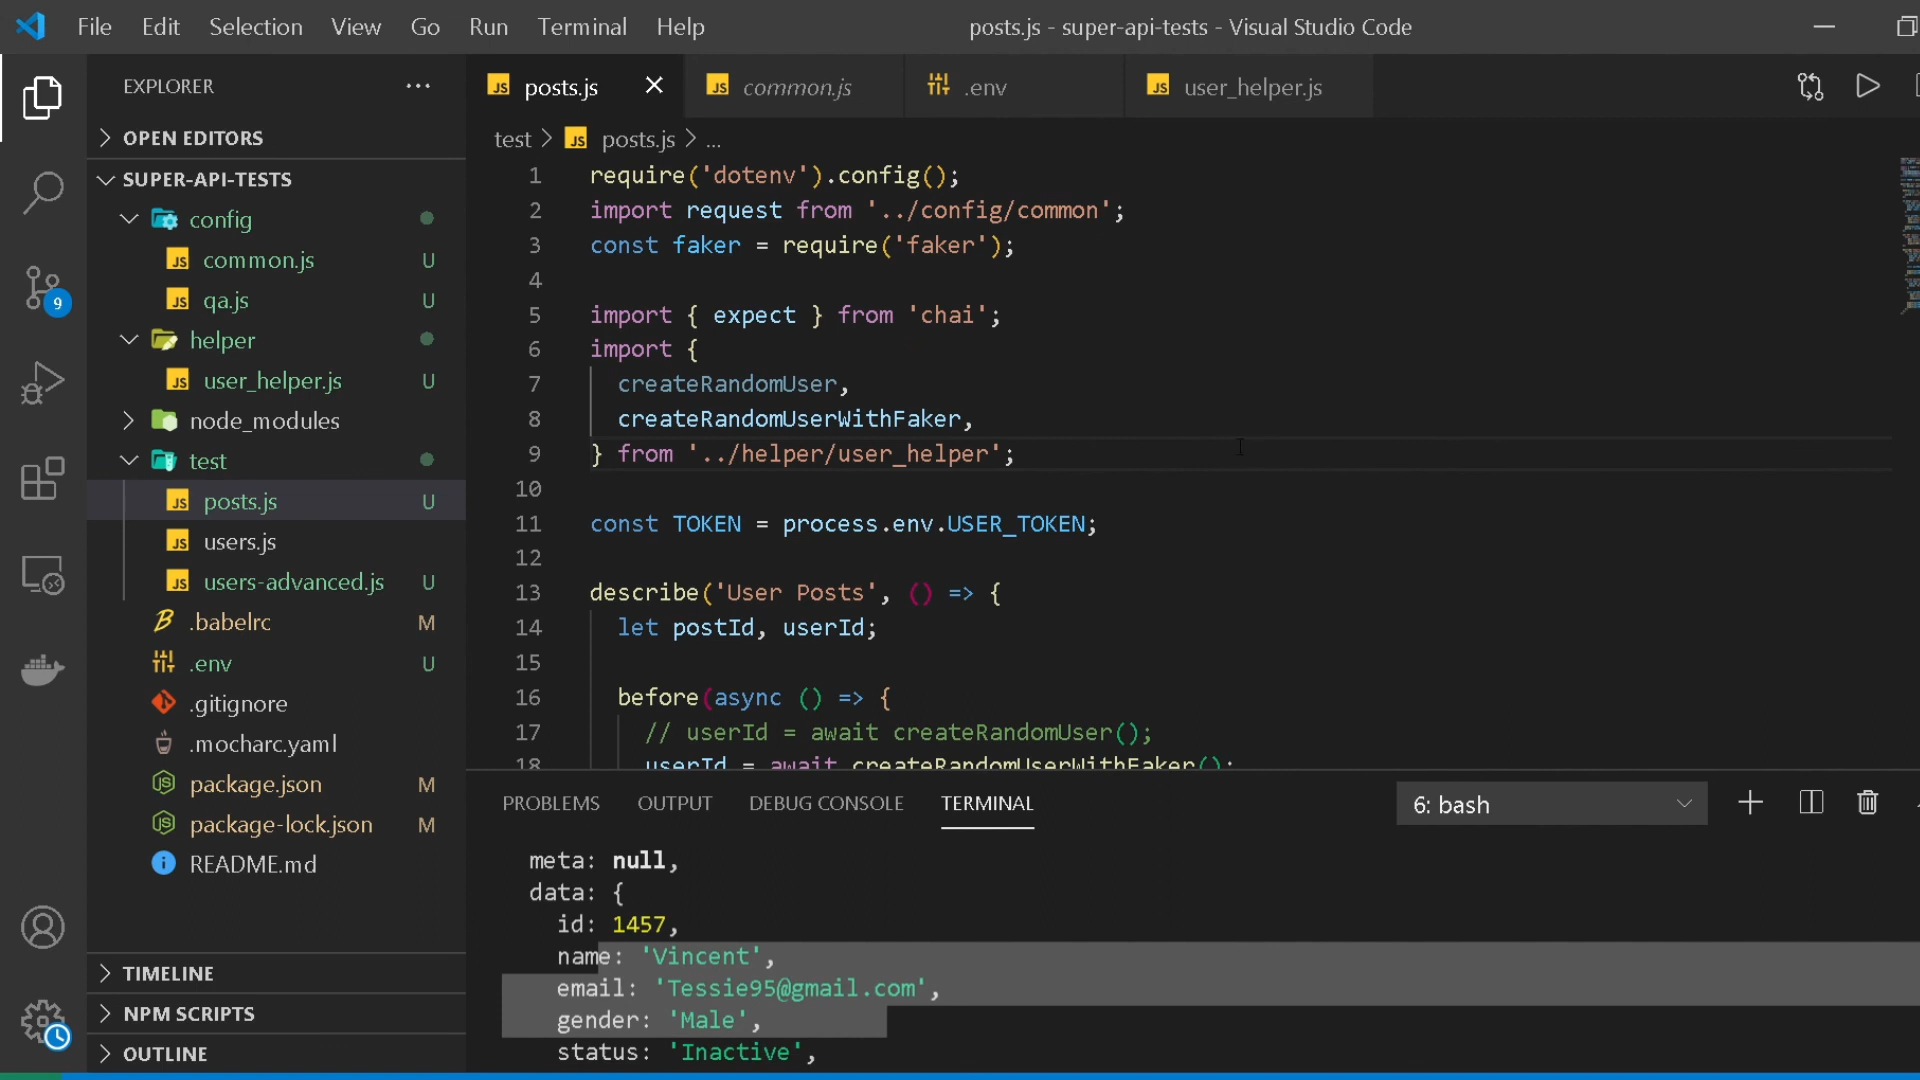 File Edit Selection View Go Run Terminal Help
posts.js - super-api-tests - Visual Studio Code
EXPLORER
OPEN EDITORS
SUPER-API-TESTS
config
common.js U
qa.js U
helper
user_helper.js U
node_modules
test
posts.js U
users.js
users-advanced.js U
.babelrc M
.env U
.gitignore
.mocharc.yaml
package.json M
package-lock.json M
README.md
TIMELINE
NPM SCRIPTS
OUTLINE
9
JS posts.js
JS common.js
.env
JS user_helper.js
test > JS posts.js > ...
1 require('dotenv').config();
2 import request from '../config/common';
3 const faker = require('faker');
4
5 import { expect } from 'chai';
6 import {
7 createRandomUser,
8 createRandomUserWithFaker,
9 } from '../helper/user_helper';
10
11 const TOKEN = process.env.USER_TOKEN;
12
13 describe('User Posts', () => {
14 let postId, userId;
15
16 before(async () => {
17 // userId = await createRandomUser();
18 userId = await createRandomUserWithFaker();
PROBLEMS OUTPUT DEBUG CONSOLE TERMINAL
6: bash
meta: null,
data: {
id: 1457,
name: 'Vincent',
email: 'Tessie95@gmail.com',
gender: 'Male',
status: 'Inactive',